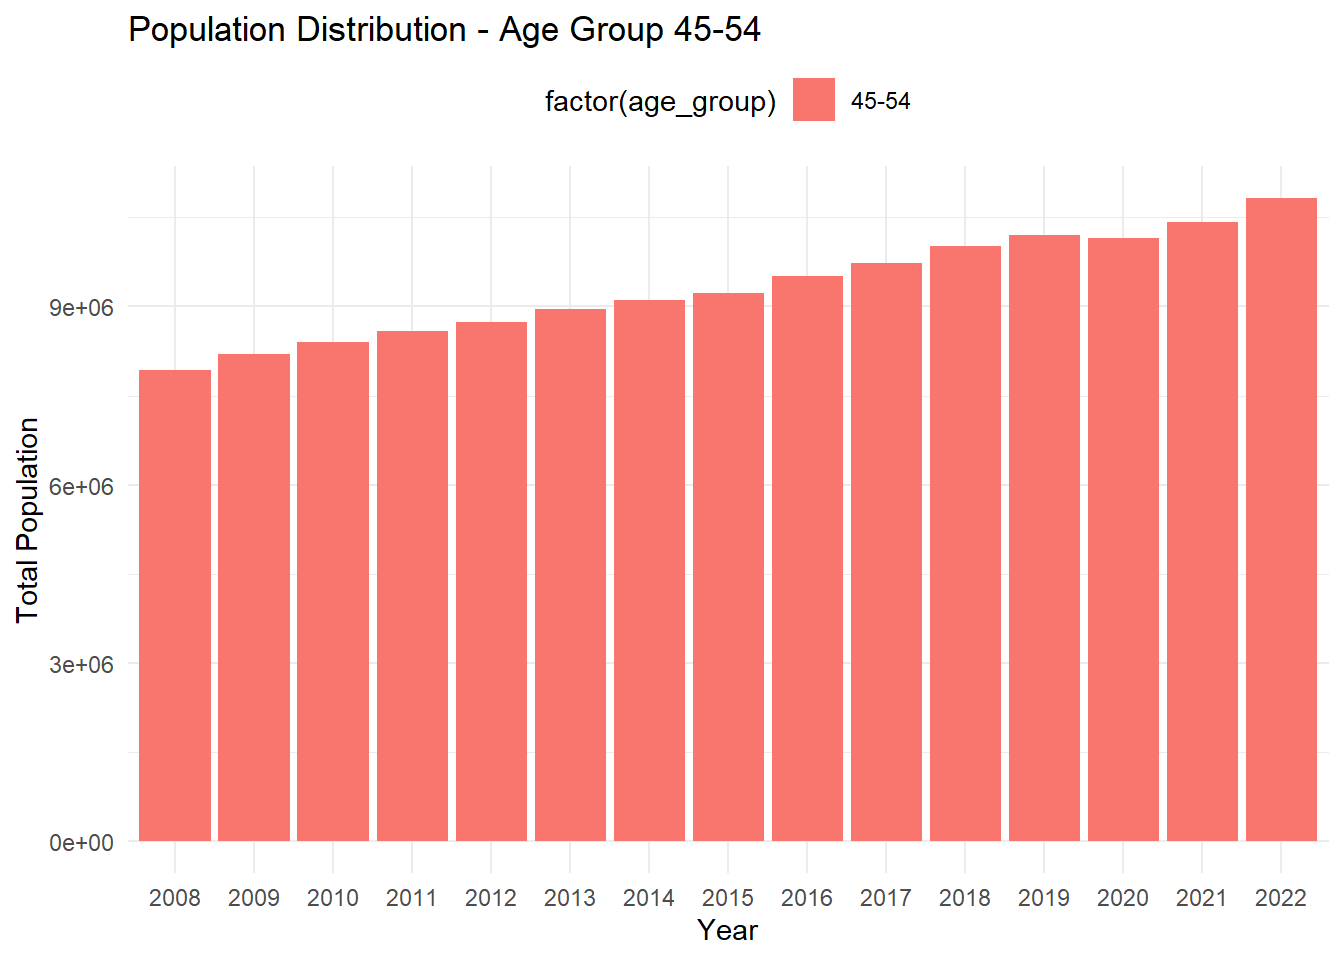 Population Distribution - Age Group 45-54
factor(age_group) 45-54
Total Population
9e+06
6e+06
3e+06
0e+00
2008 2009 2010 2011 2012 2013 2014 2015 2016 2017 2018 2019 2020 2021 2022
Year